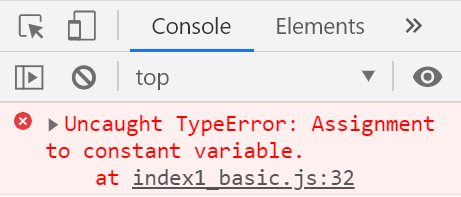 Console Elements »
top
Uncaught TypeError: Assignment
to constant variable.
at index1_basic.js:32